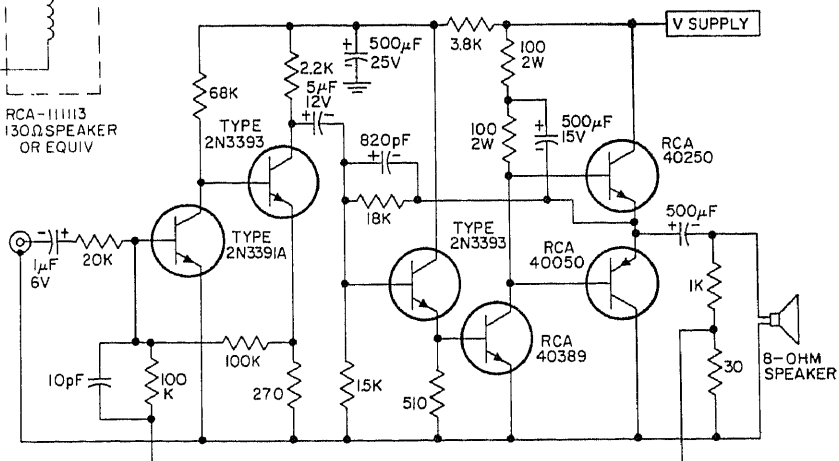 3.8K
V SUPPLY
100
2W
500µF
25V
2.2K
5µF
12V
68K
RCA-11113
130Ω SPEAKER
OR EQUIV
TYPE
2N3393
820pF
100
2W
500µF
15V
RCA
40250
18K
TYPE
2N3393
500µF
TYPE
2N3391A
RCA
40050
1µF
6V
20K
1K
RCA
40389
8-OHM
SPEAKER
100K
10pF
100
K
270
1.5K
510
30